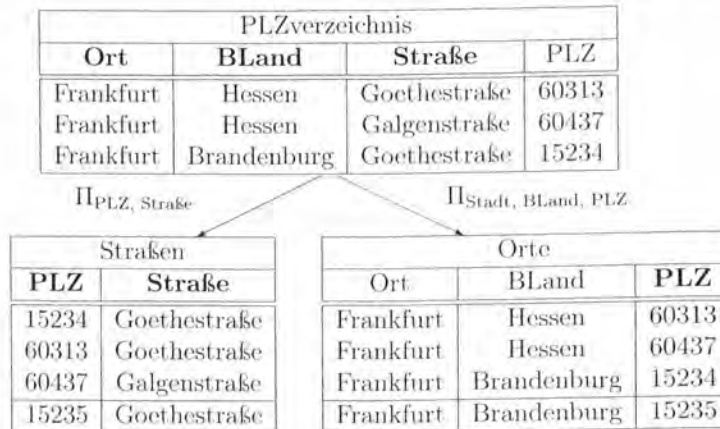 PLZverzeichnis
Ort BLand Straße PLZ
Frankfurt Hessen Goethestraße 60313
Frankfurt Hessen Galgenstraße 60437
Frankfurt Brandenburg Goethestraße 15234
ΠPLZ, Straße ΠStadt, BLand, PLZ
Straßen
PLZ Straße
15234 Goethestraße
60313 Goethestraße
60437 Galgenstraße
15235 Goethestraße
Orte
Ort BLand PLZ
Frankfurt Hessen 60313
Frankfurt Hessen 60437
Frankfurt Brandenburg 15234
Frankfurt Brandenburg 15235